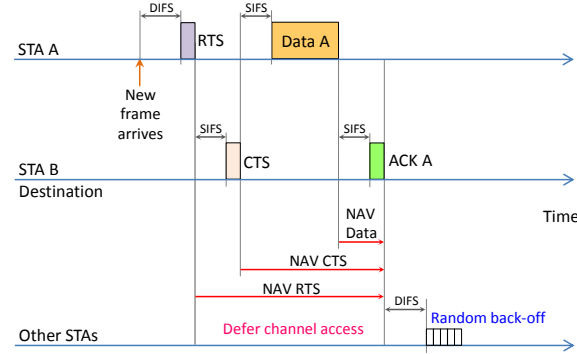 DIFS
SIFS
RTS
Data A
STA A
New
frame
arrives
SIFS
SIFS
CTS
ACK A
STA B
Destination
Time
NAV
Data
NAV CTS
NAV RTS
DIFS
Random back-off
Defer channel access
Other STAs